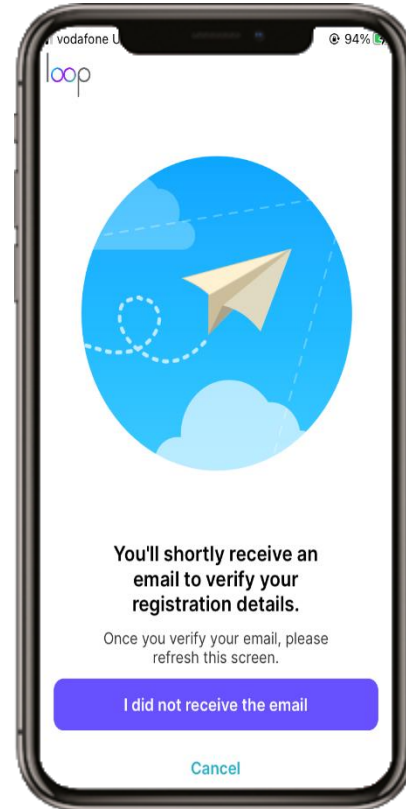 vodafone U
94%
loop
You'll shortly receive an
email to verify your
registration details.
Once you verify your email, please
refresh this screen.
I did not receive the email
Cancel